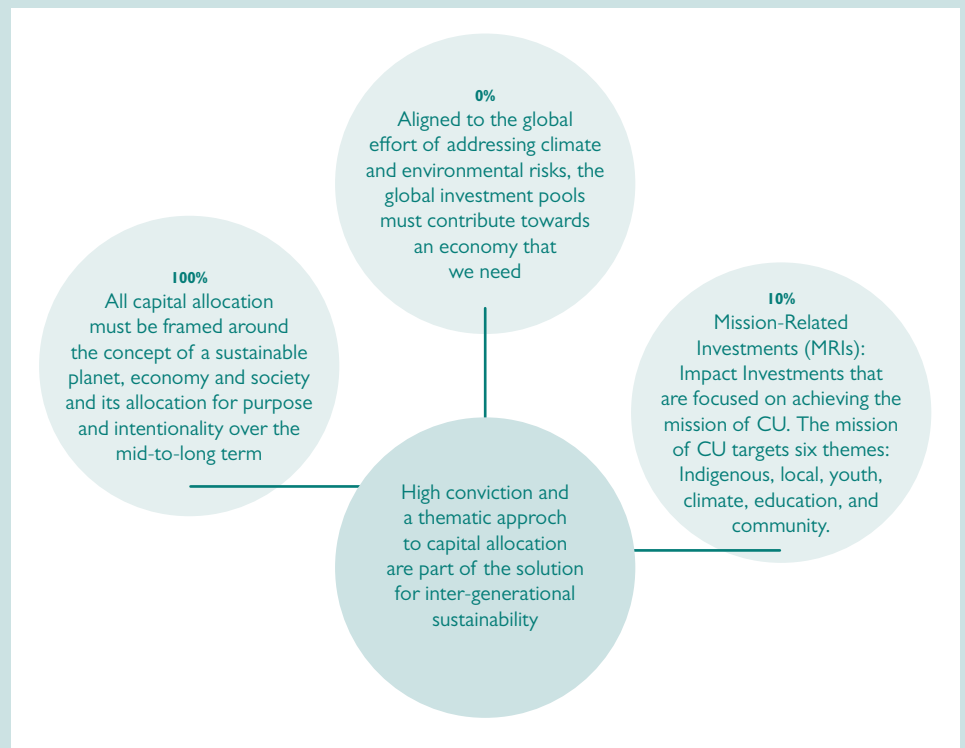 0%
Aligned to the global
effort of addressing climate
and environmental risks, the
global investment pools
must contribute towards
an economy that
we need
100%
All capital allocation
must be framed around
the concept of a sustainable
planet, economy and society
and its allocation for purpose
and intentionality over the
mid-to-long term
10%
Mission-Related
Investments (MRIs):
Impact Investments that
are focused on achieving the
mission of CU. The mission
of CU targets six themes:
Indigenous, local, youth,
climate, education, and
community.
High conviction and
a thematic approch
to capital allocation
are part of the solution
for inter-generational
sustainability